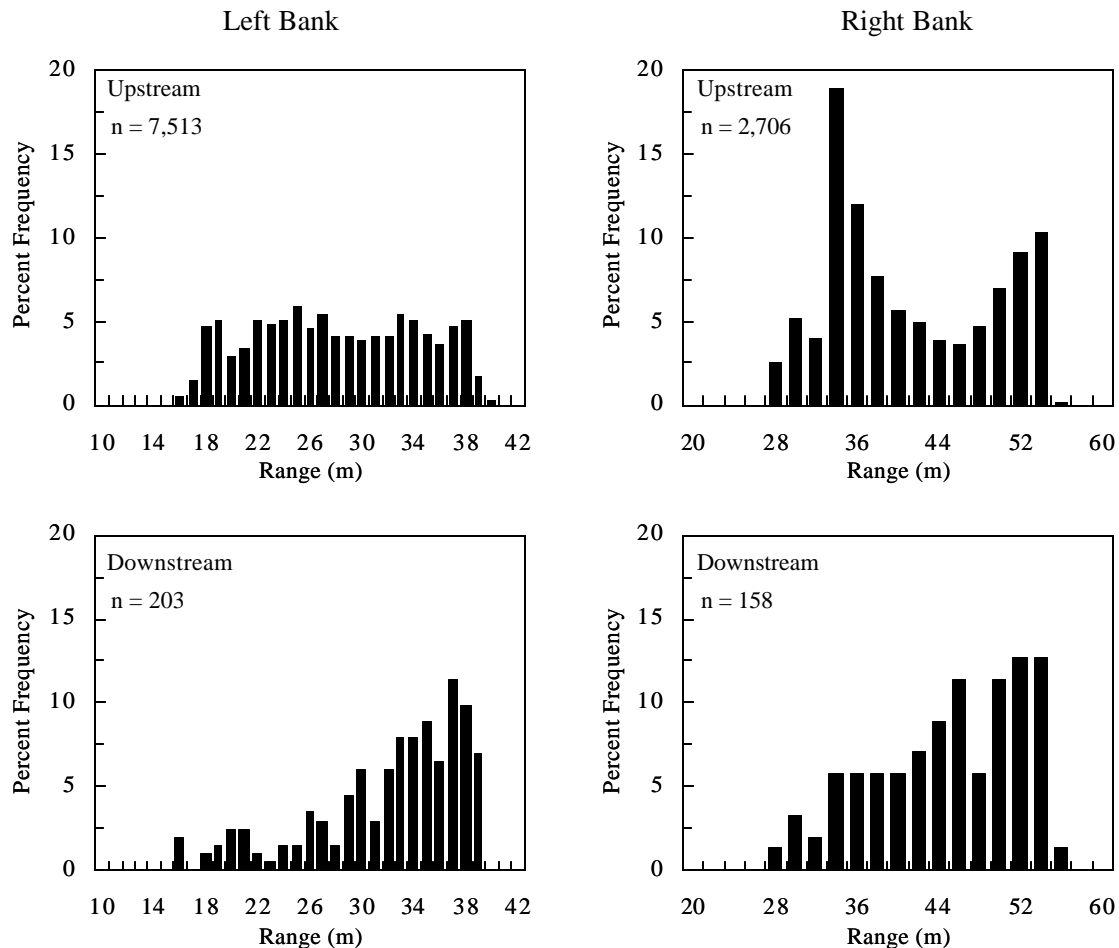 Left Bank
Right Bank
Upstream
n = 7,513
Percent Frequency
20
15
10
5
0
10 14 18 22 26 30 34 38 42
Range (m)
Upstream
n = 2,706
Percent Frequency
20
15
10
5
0
20 28 36 44 52 60
Range (m)
Downstream
n = 203
Percent Frequency
20
15
10
5
0
10 14 18 22 26 30 34 38 42
Range (m)
Downstream
n = 158
Percent Frequency
20
15
10
5
0
20 28 36 44 52 60
Range (m)